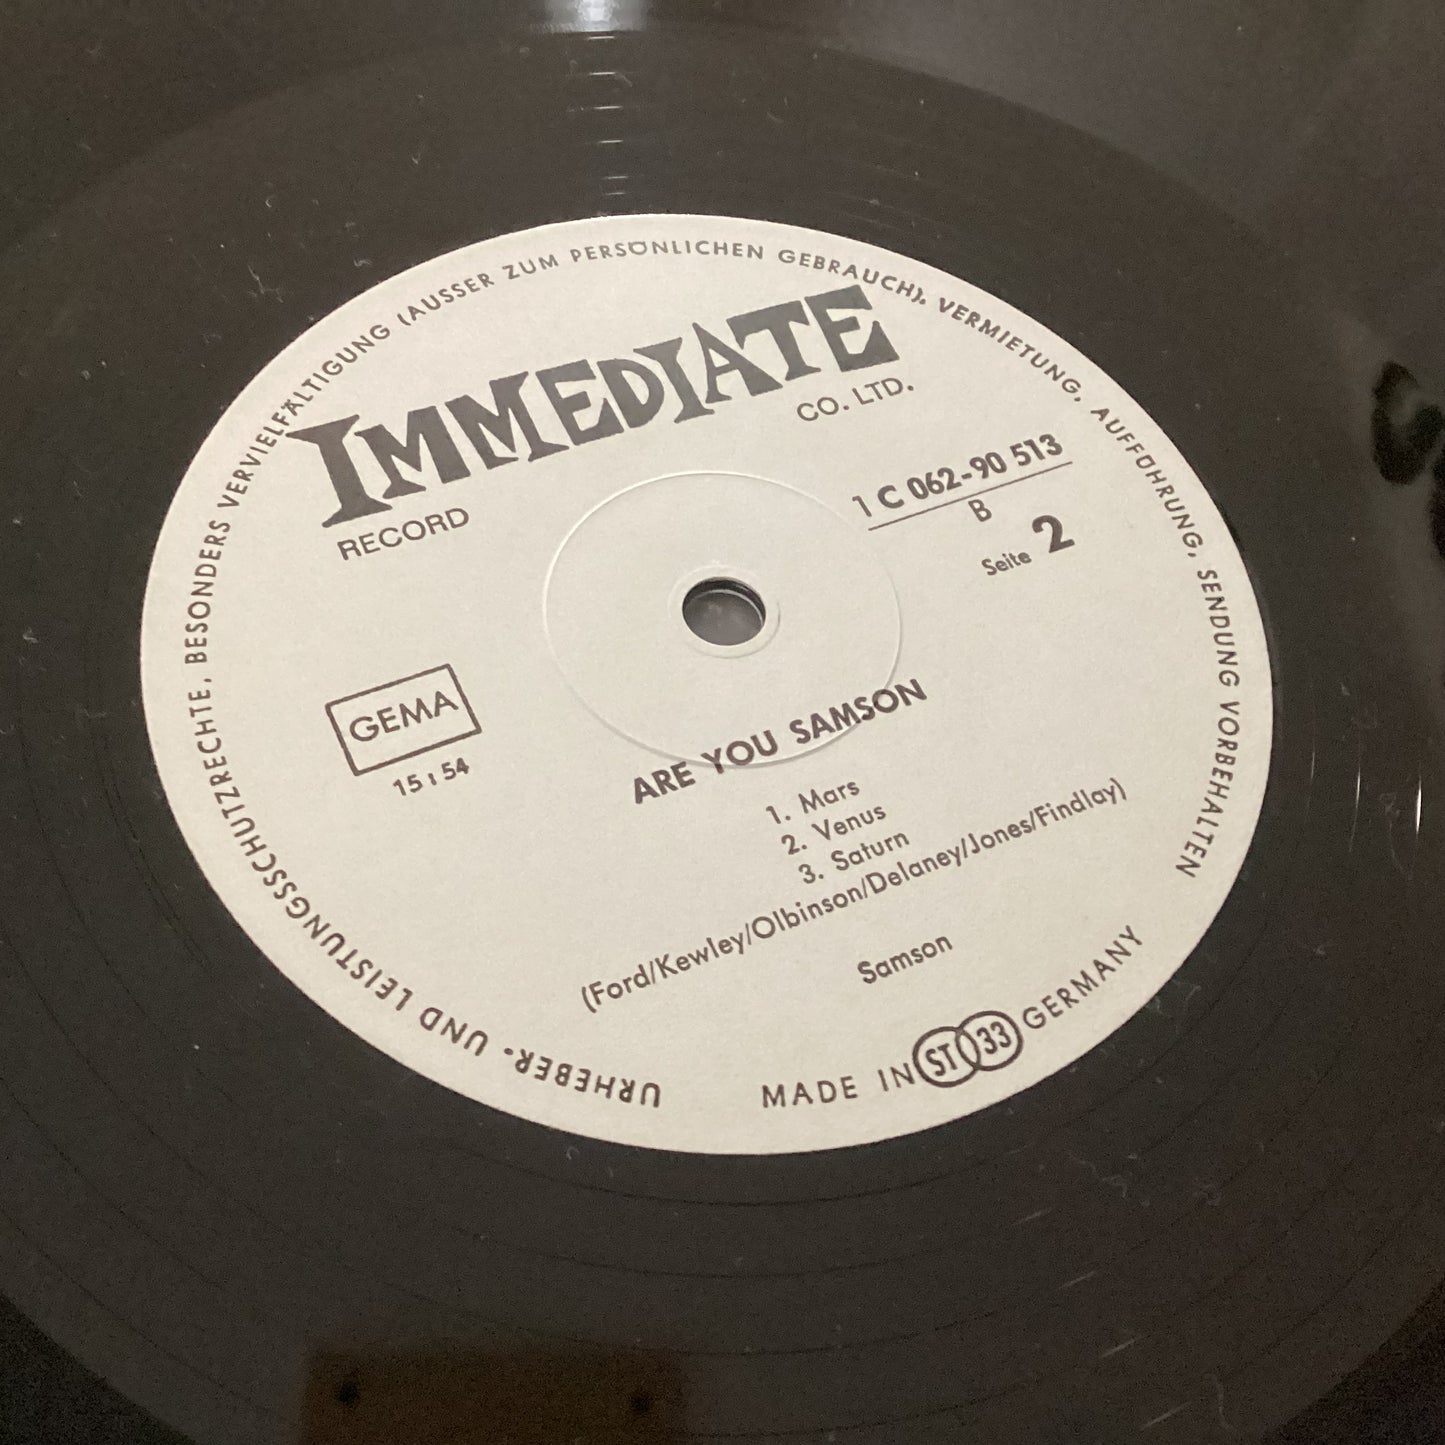 URHEBER- UND LEISTUNGSSCHUTZRECHTE, BESONDERS VERVIELFÄLTIGUNG (AUSSER ZUM PERSÖNLICHEN GEBRAUCH), VERMIETUNG, AUFFÜHRUNG, SENDUNG VORBEHALTEN
IMMEDIATE
RECORD
CO. LTD.
1 C 062-90 513
B
Seite 2
GEMA
15:54
ARE YOU SAMSON
1. Mars
2. Venus
3. Saturn
(Ford/Kewley/Olbinson/Delaney/Jones/Findlay)
Samson
MADE IN ST 33 GERMANY